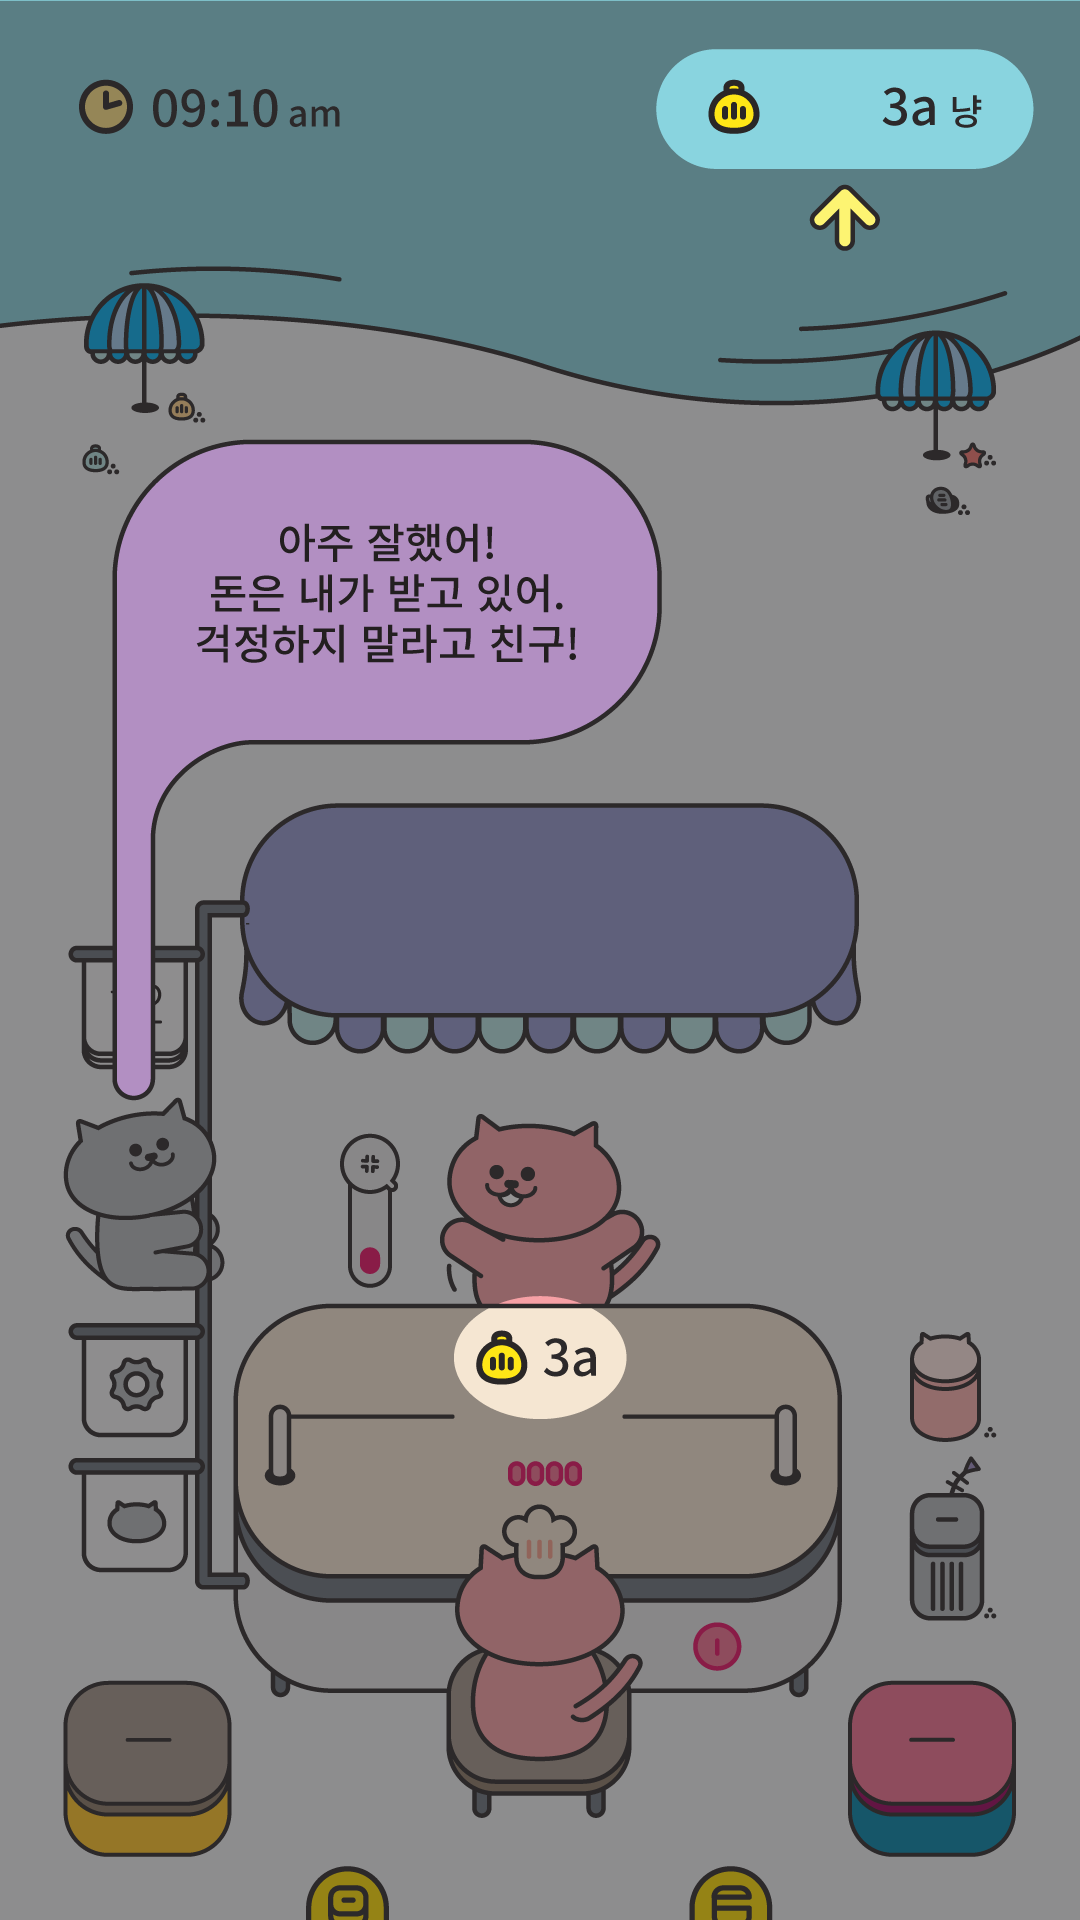 09:10 am
3a 냥
아주 잘했어!
돈은 내가 받고 있어.
걱정하지 말라고 친구!
3a
0000